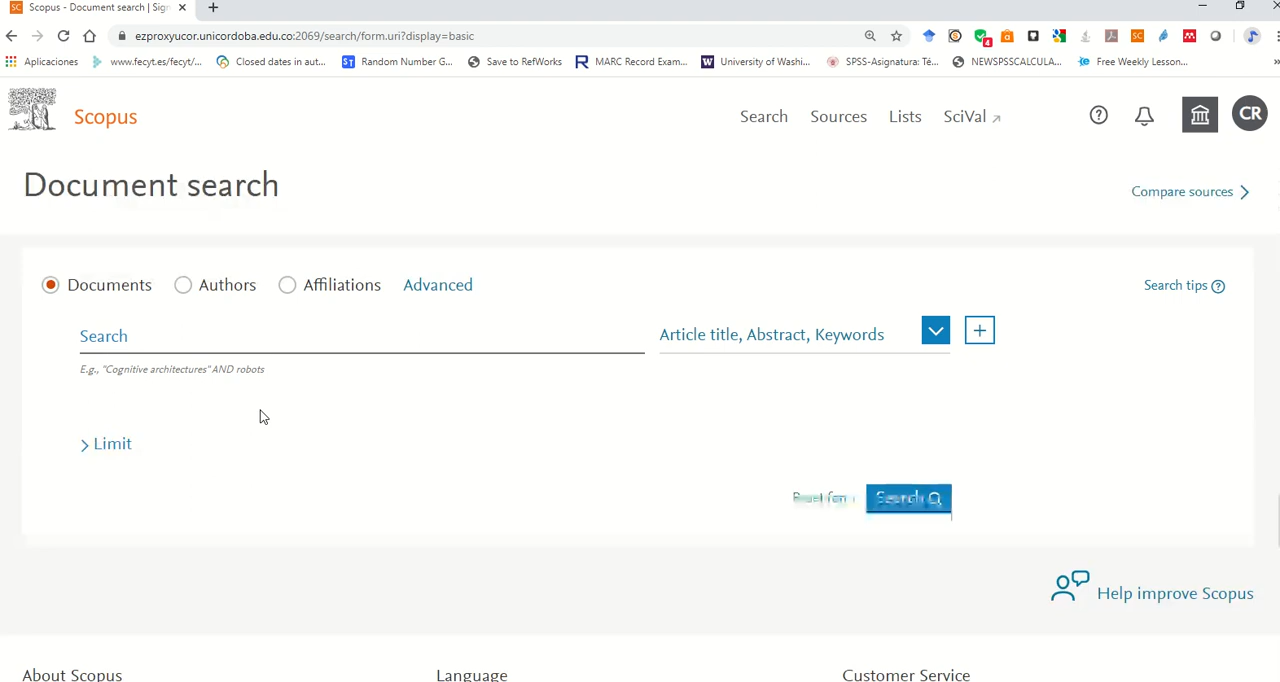 Scopus - Document search | Sign
ezproxyucor.unicordoba.edu.co:2069/search/form.uri?display=basic
Aplicaciones www.fecyt.es/fecyt/... Closed dates in aut... Random Number G... Save to RefWorks MARC Record Exam... University of Washi... SPSS-Asignatura: Té... NEWSPSSCALCULA... Free Weekly Lesson... »
Scopus Search Sources Lists SciVal CR
Document search
Compare sources
Documents Authors Affiliations Advanced Search tips
Search Article title, Abstract, Keywords
E.g., "Cognitive architectures" AND robots
Limit
Search
Help improve Scopus
About Scopus Language Customer Service